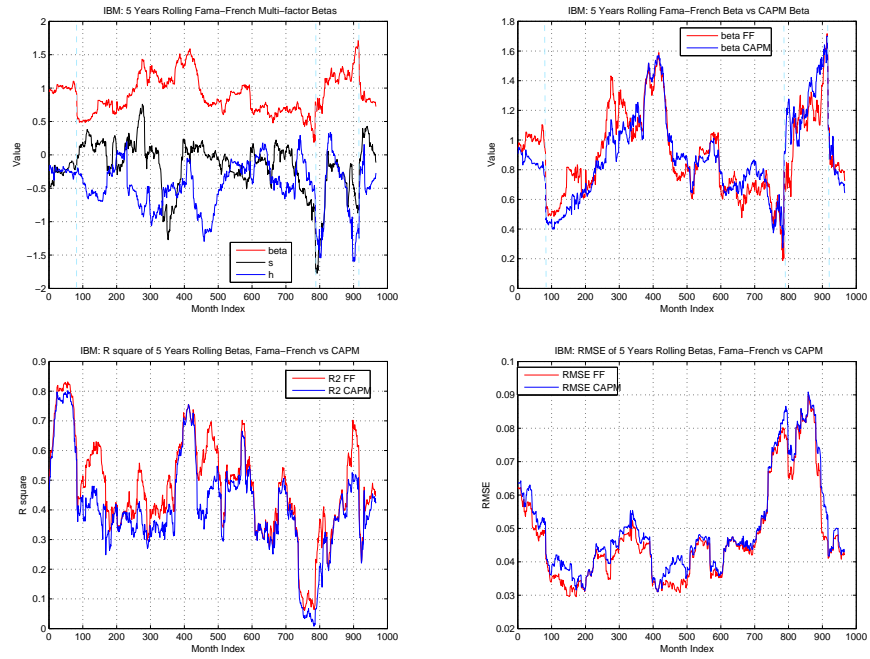 IBM: 5 Years Rolling Fama−French Multi−factor Betas
2
1.5
1
0.5
0
−0.5
−1
−1.5
−2
Value
beta
s
h
0 100 200 300 400 500 600 700 800 900 1000
Month Index
IBM: 5 Years Rolling Fama−French Beta vs CAPM Beta
1.8
1.6
1.4
1.2
1
0.8
0.6
0.4
0.2
0
Value
beta FF
beta CAPM
0 100 200 300 400 500 600 700 800 900 1000
Month Index
IBM: R square of 5 Years Rolling Betas, Fama−French vs CAPM
0.9
0.8
0.7
0.6
0.5
0.4
0.3
0.2
0.1
0
R square
R2 FF
R2 CAPM
0 100 200 300 400 500 600 700 800 900 1000
Month Index
IBM: RMSE of 5 Years Rolling Betas, Fama−French vs CAPM
0.1
0.09
0.08
0.07
0.06
0.05
0.04
0.03
0.02
RMSE
RMSE FF
RMSE CAPM
0 100 200 300 400 500 600 700 800 900 1000
Month Index